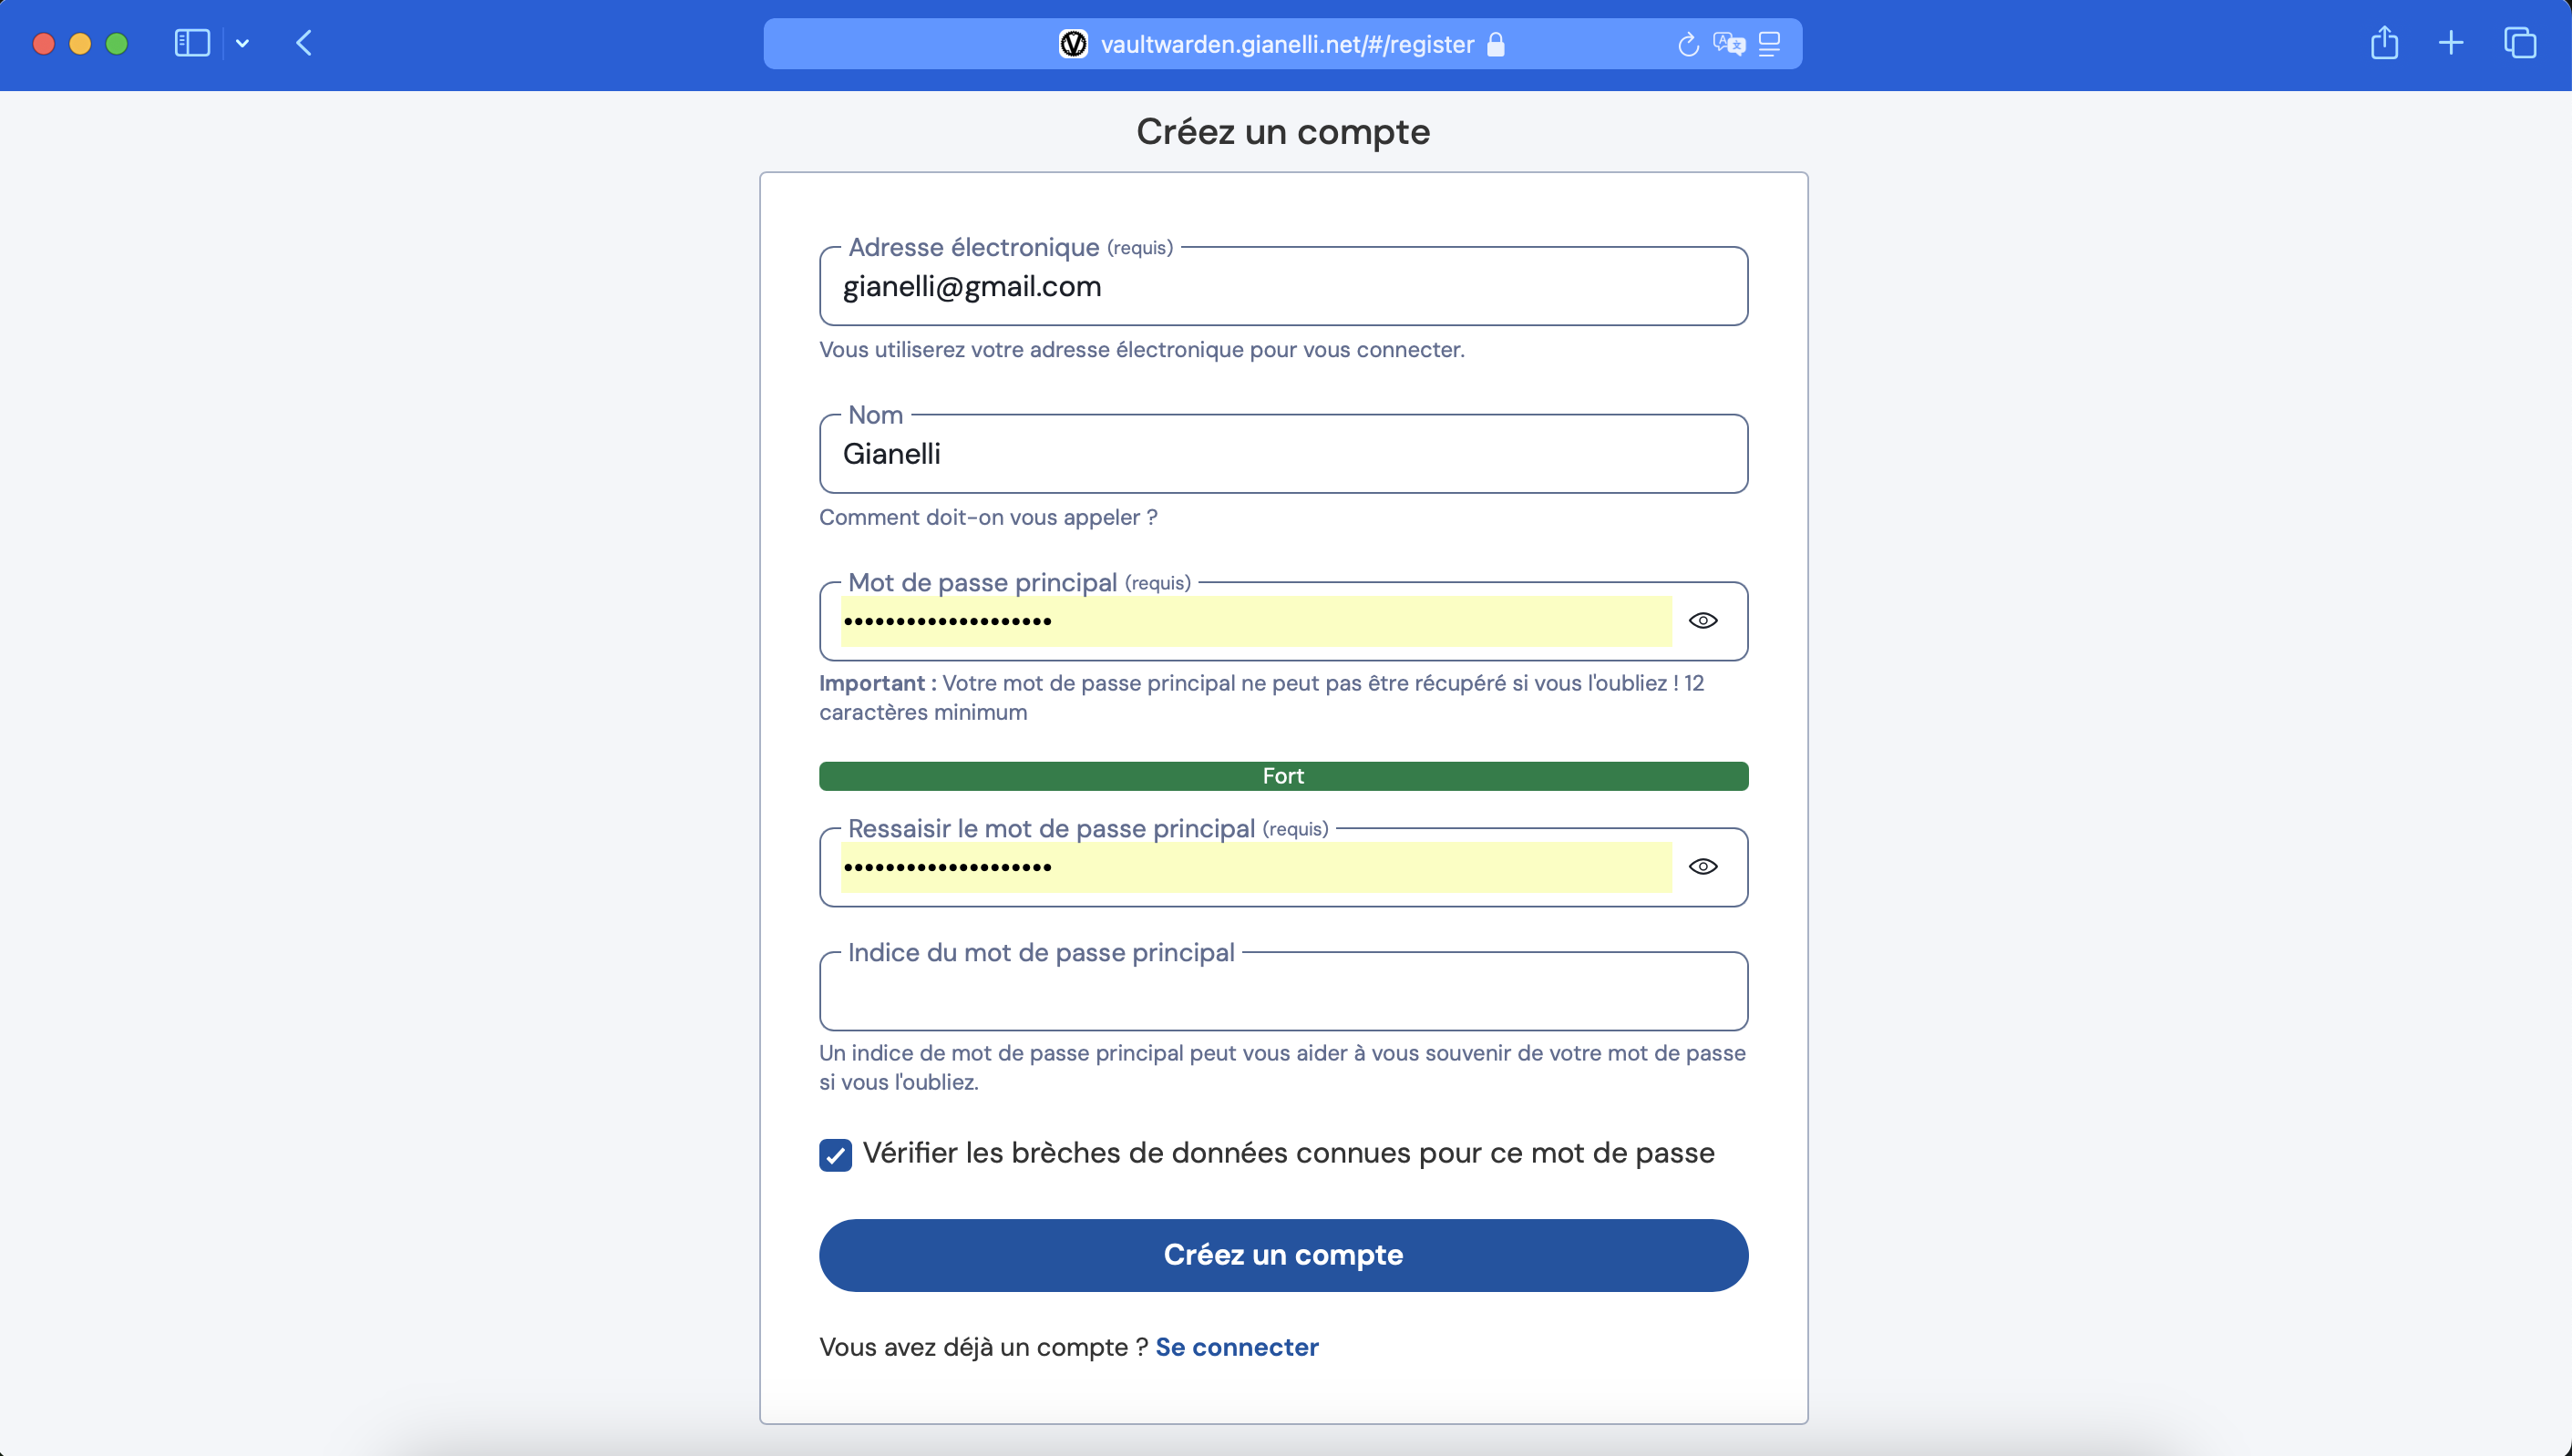 vaultwarden.gianelli.net/#/register
Créez un compte
Adresse électronique (requis)
gianelli@gmail.com
Vous utiliserez votre adresse électronique pour vous connecter.
Nom
Gianelli
Comment doit-on vous appeler ?
Mot de passe principal (requis)
••••••••••••••••••••
Important : Votre mot de passe principal ne peut pas être récupéré si vous l'oubliez ! 12
caractères minimum
Fort
Ressaisir le mot de passe principal (requis)
••••••••••••••••••••
Indice du mot de passe principal
Un indice de mot de passe principal peut vous aider à vous souvenir de votre mot de passe
si vous l'oubliez.
Vérifier les brèches de données connues pour ce mot de passe
Créez un compte
Vous avez déjà un compte ? Se connecter